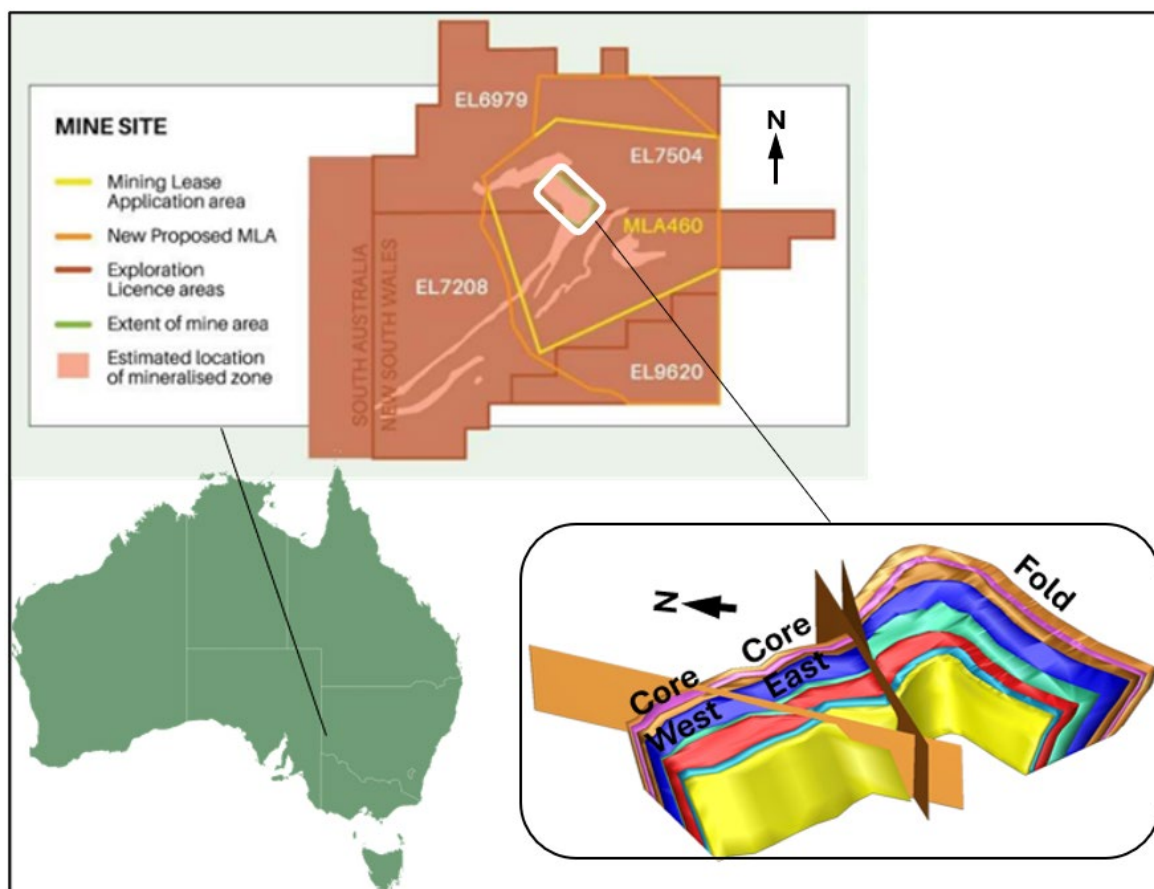 EL6979
N
MINE SITE
EL7504
Mining Lease
Application area
MLA460
New Proposed MLA
Exploration
Licence areas
EL7208
Extent of mine area
Estimated location
of mineralised zone
EL9620
SOUTH AUSTRALIA
NEW SOUTH WALES
Fold
N
Core
East
Core
West